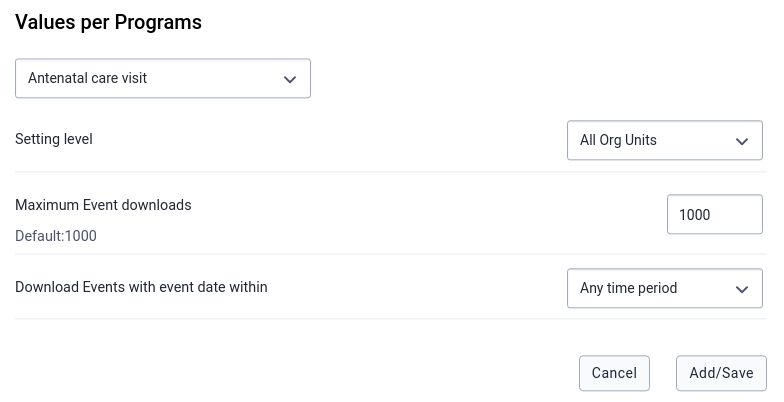 Values per Programs
Antenatal care visit
Setting level
All Org Units
Maximum Event downloads
1000
Default:1000
Download Events with event date within
Any time period
Cancel
Add/Save